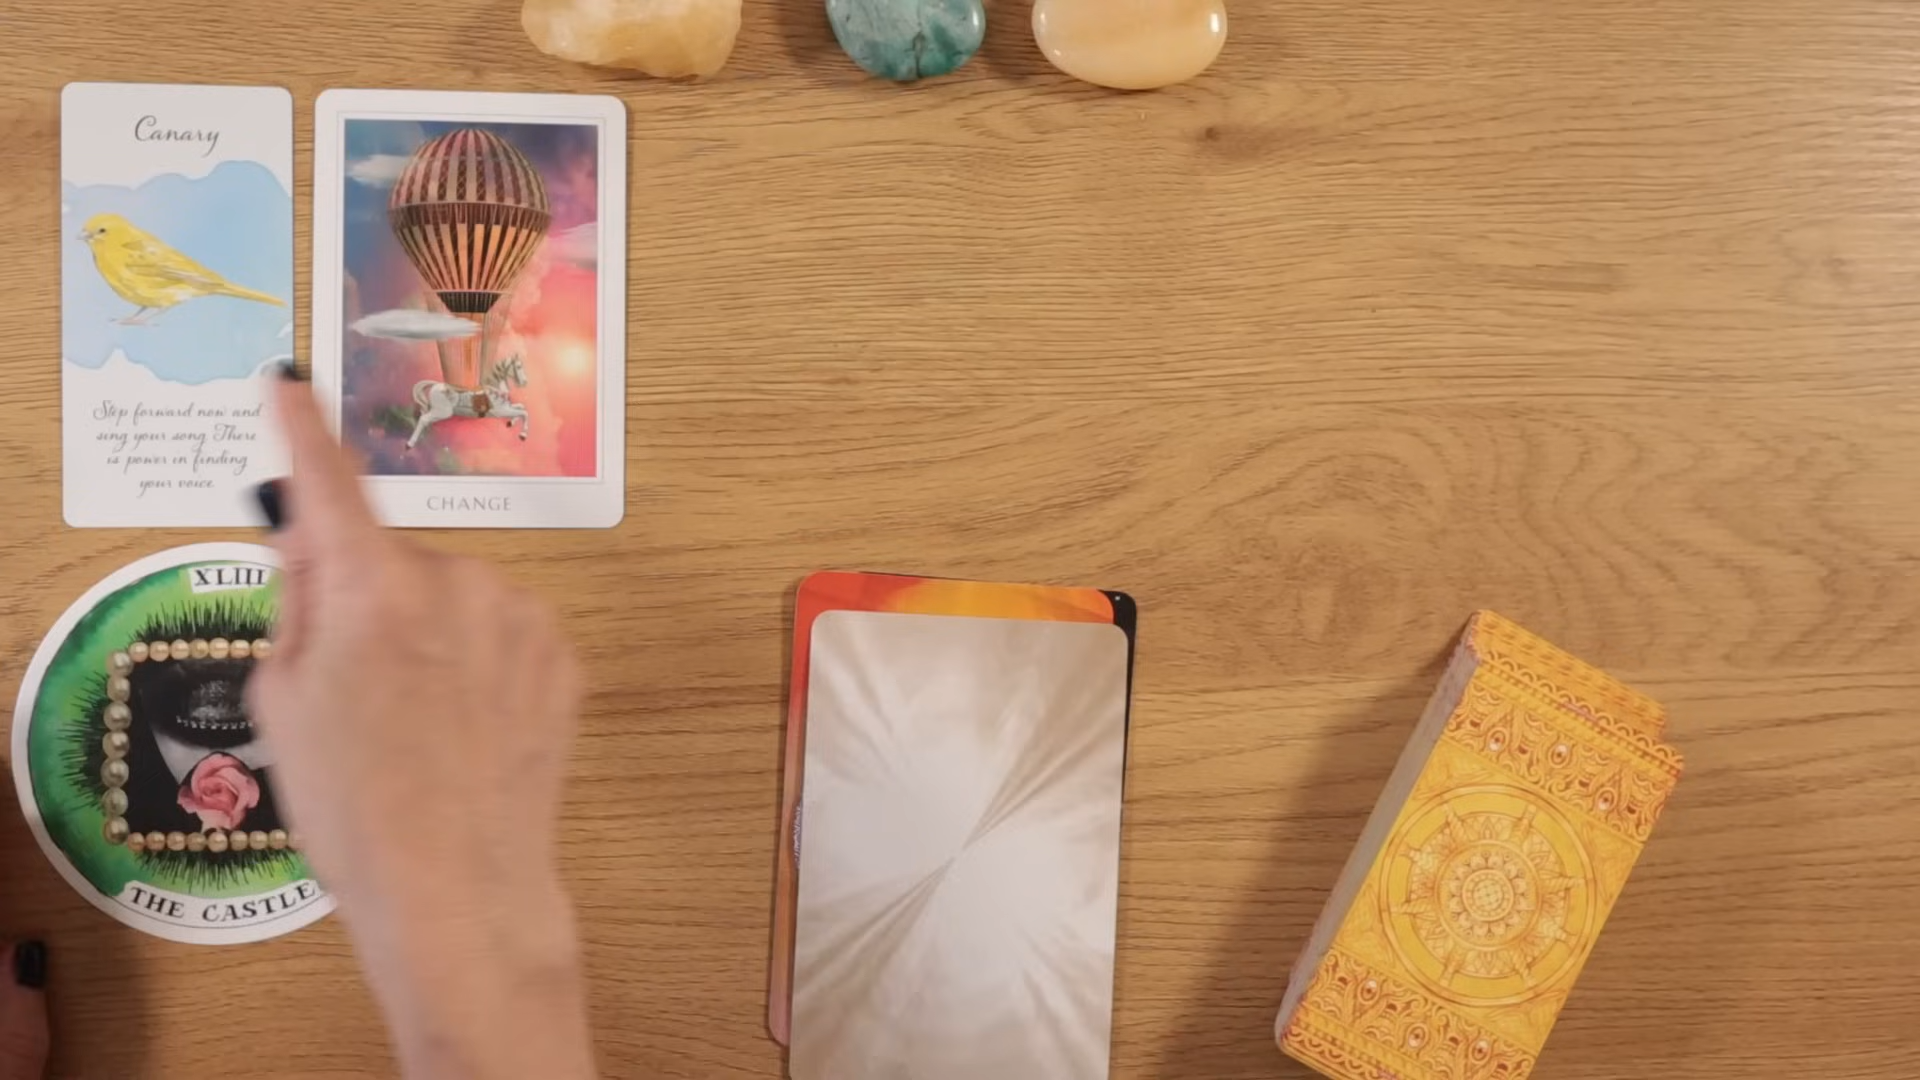 Canary
Step forward now and
sing your song. There
is power in finding
your voice.
CHANGE
XLIII
THE CASTLE